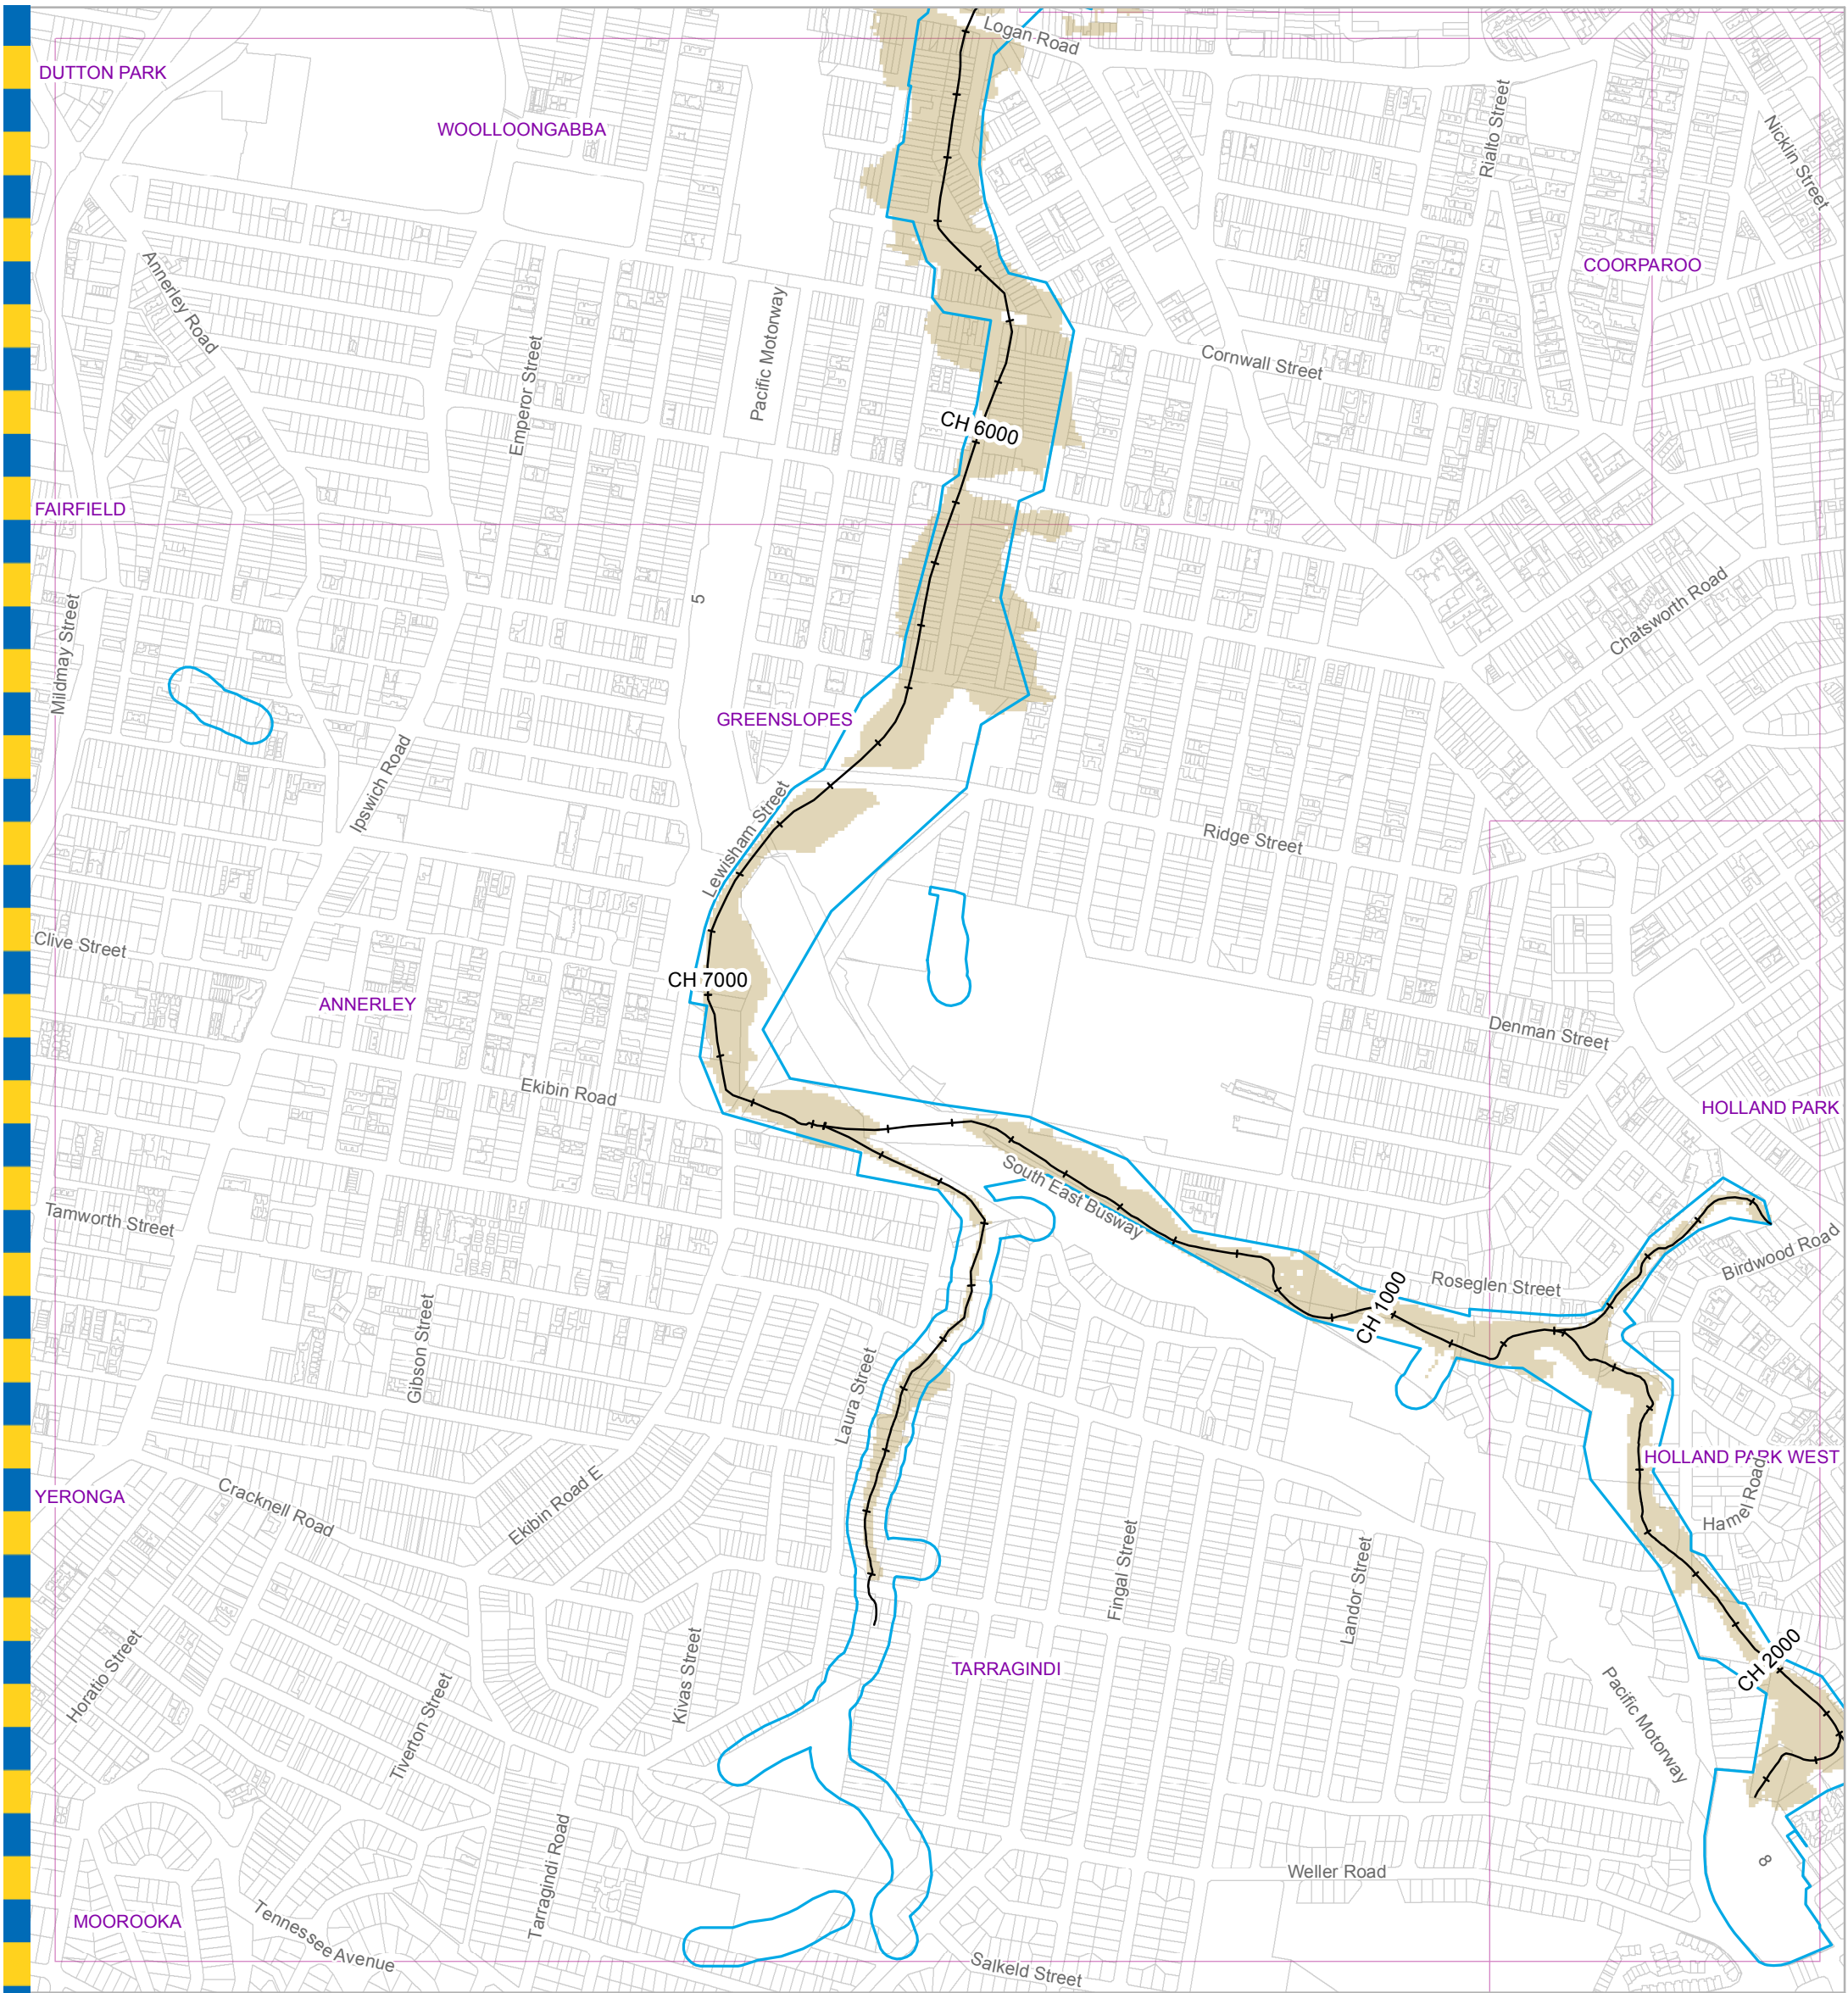 Logan Road
DUTTON PARK
WOOLLOONGABBA
Rialto Street
Nicklin Street
COORPAROO
Annerley Road
Pacific Motorway
Emperor Street
Cornwall Street
CH 6000
FAIRFIELD
5
Chatsworth Road
Mildmay Street
GREENSLOPES
Ipswich Road
Lewisham Street
Ridge Street
Clive Street
CH 7000
ANNERLEY
Denman Street
Ekibin Road
HOLLAND PARK
South East Busway
Tamworth Street
Birdwood Road
Roseglen Street
CH 1000
Gibson Street
Laura Street
HOLLAND PARK WEST
Hamel Road
YERONGA
Cracknell Road
Ekibin Road E
Fingal Street
Landor Street
Horatio Street
Kivas Street
TARRAGINDI
CH 2000
Tiverton Street
Pacific Motorway
Tarragindi Road
Weller Road
8
MOOROOKA
Tennessee Avenue
Salkeld Street